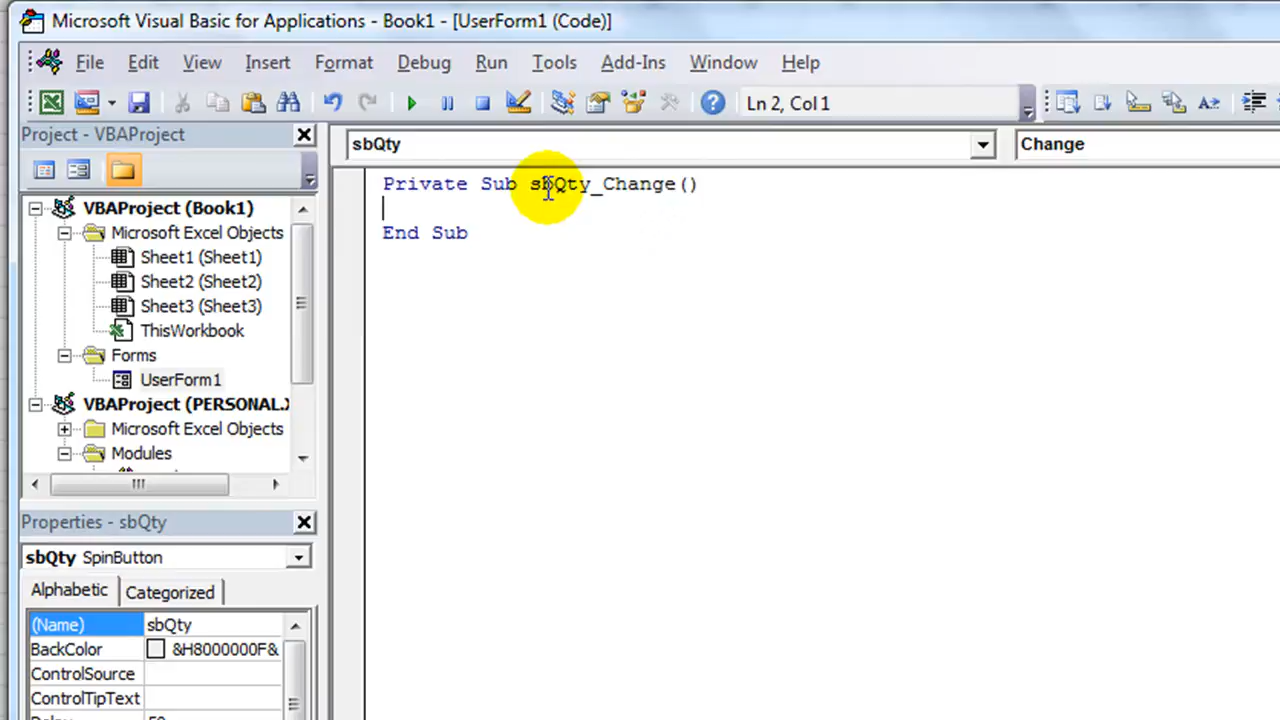 Microsoft Visual Basic for Applications - Book1 - [UserForm1 (Code)]
File Edit View Insert Format Debug Run Tools Add-Ins Window Help
Ln 2, Col 1
Project - VBAProject
sbQty
Change
VBAProject (Book1)
Microsoft Excel Objects
Sheet1 (Sheet1)
Sheet2 (Sheet2)
Sheet3 (Sheet3)
ThisWorkbook
Forms
UserForm1
VBAProject (PERSONAL.X
Microsoft Excel Objects
Modules
Private Sub sbQty_Change()
End Sub
Properties - sbQty
sbQty SpinButton
Alphabetic Categorized
(Name) sbQty
BackColor &H8000000F&
ControlSource
ControlTipText